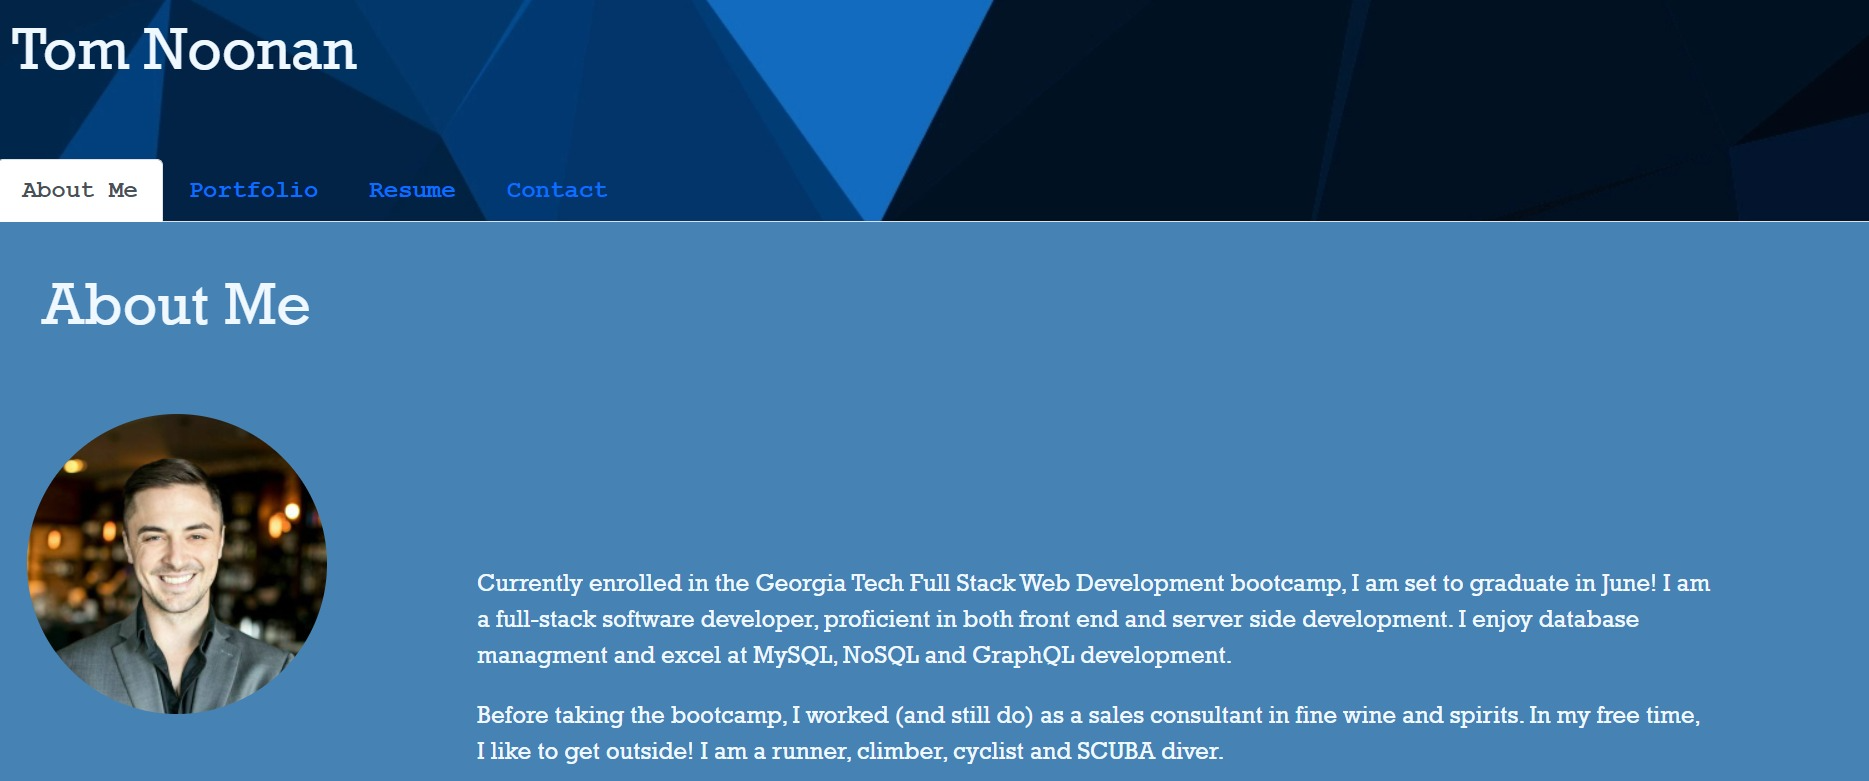 Tom Noonan
About Me Portfolio Resume Contact
About Me
Currently enrolled in the Georgia Tech Full Stack Web Development bootcamp, I am set to graduate in June! I am
a full-stack software developer, proficient in both front end and server side development. I enjoy database
managment and excel at MySQL, NoSQL and GraphQL development.
Before taking the bootcamp, I worked (and still do) as a sales consultant in fine wine and spirits. In my free time,
I like to get outside! I am a runner, climber, cyclist and SCUBA diver.